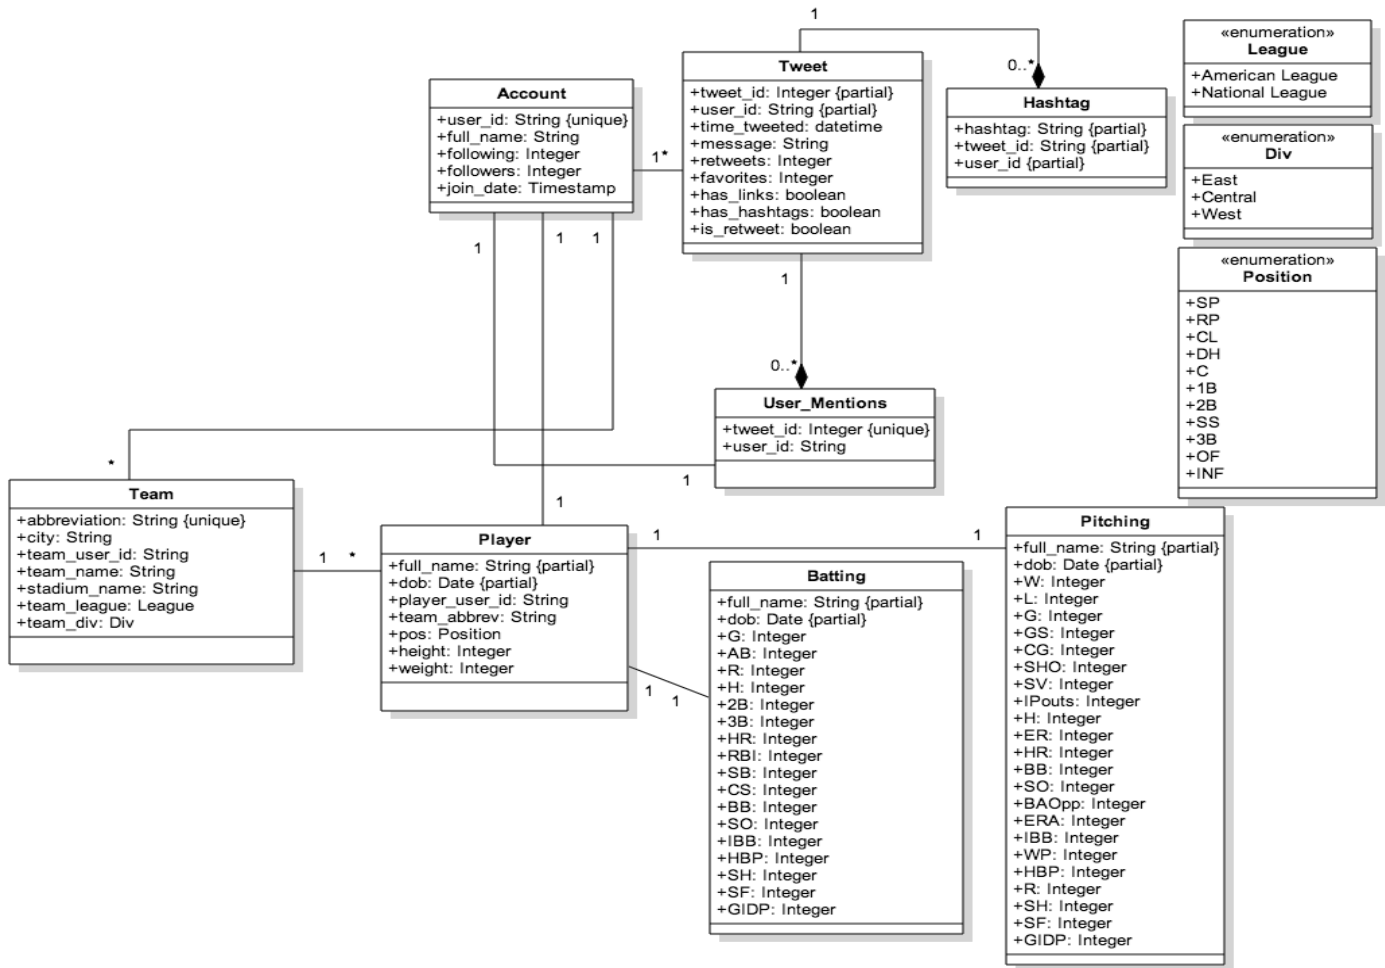 1
0..*
Tweet
+tweet_id: Integer {partial}
+user_id: String {partial}
+time_tweeted: datetime
+message: String
+retweets: Integer
+favorites: Integer
+has_links: boolean
+has_hashtags: boolean
+is_retweet: boolean
Account
+user_id: String {unique}
+full_name: String
+following: Integer
+followers: Integer
+join_date: Timestamp
1*
Hashtag
+hashtag: String {partial}
+tweet_id: String {partial}
+user_id {partial}
«enumeration»
League
+American League
+National League
«enumeration»
Div
+East
+Central
+West
«enumeration»
Position
+SP
+RP
+CL
+DH
+C
+1B
+2B
+SS
+3B
+OF
+INF
1
1
1
1
0..*
User_Mentions
+tweet_id: Integer {unique}
+user_id: String
*
1
1
Team
+abbreviation: String {unique}
+city: String
+team_user_id: String
+team_name: String
+stadium_name: String
+team_league: League
+team_div: Div
1
*
Player
+full_name: String {partial}
+dob: Date {partial}
+player_user_id: String
+team_abbrev: String
+pos: Position
+height: Integer
+weight: Integer
1
1
1
1
Batting
+full_name: String {partial}
+dob: Date {partial}
+G: Integer
+AB: Integer
+R: Integer
+H: Integer
+2B: Integer
+3B: Integer
+HR: Integer
+RBI: Integer
+SB: Integer
+CS: Integer
+BB: Integer
+SO: Integer
+IBB: Integer
+HBP: Integer
+SH: Integer
+SF: Integer
+GIDP: Integer
Pitching
+full_name: String {partial}
+dob: Date {partial}
+W: Integer
+L: Integer
+G: Integer
+GS: Integer
+CG: Integer
+SHO: Integer
+SV: Integer
+IPouts: Integer
+H: Integer
+ER: Integer
+HR: Integer
+BB: Integer
+SO: Integer
+BAOpp: Integer
+ERA: Integer
+IBB: Integer
+WP: Integer
+HBP: Integer
+R: Integer
+SH: Integer
+SF: Integer
+GIDP: Integer